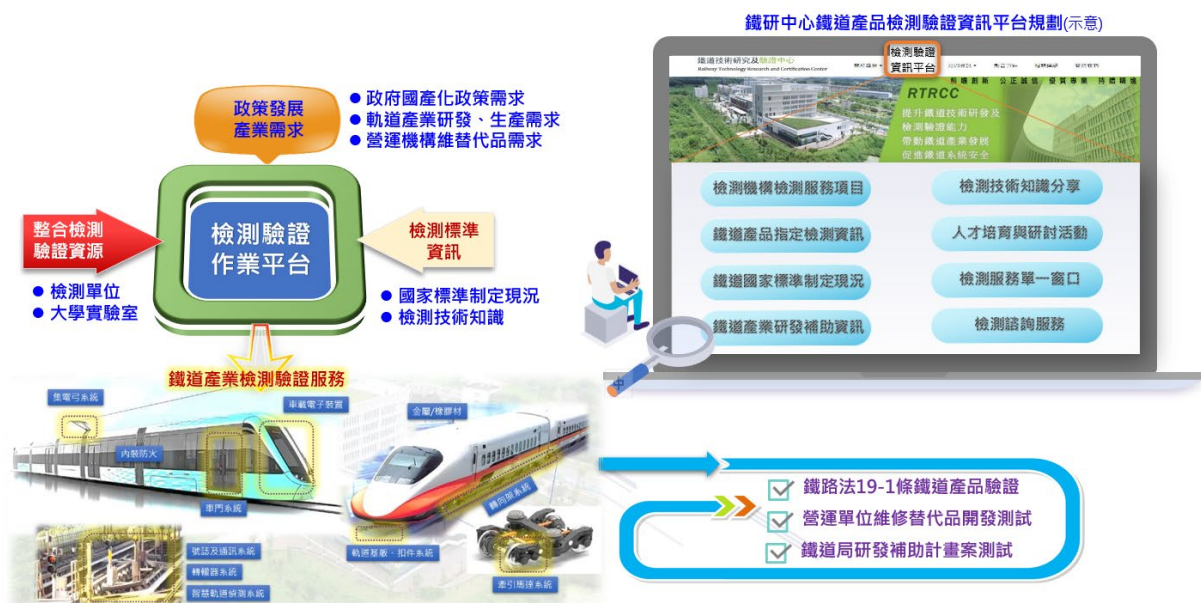 鐵研中心鐵道產品檢測驗證資訊平台規劃(示意)
政策發展
產業需求
● 政府國產化政策需求
● 軌道產業研發、生產需求
● 營運機構維替代品需求
整合檢測
驗證資源
檢測驗證
作業平台
檢測標準
資訊
● 檢測單位
● 大學實驗室
● 國家標準制定現況
● 檢測技術知識
鐵道產業檢測驗證服務
集電弓系統
車載電子裝置
內裝防火
車門系統
號誌及通訊系統
轉轍器系統
智慧軌道偵測系統
金屬/橡膠材
轉向架系統
軌道基鈑、扣件系統
牽引馬達系統
鐵道技術研究及驗證中心
Railway Technology Research and Certification Center
檢測驗證
資訊平台
公正誠信 優質專業 持續精進
RTRCC
提升鐵道技術研發及
檢測驗證能力
帶動鐵道產業發展
促進鐵道系統安全
檢測機構檢測服務項目
檢測技術知識分享
鐵道產品指定檢測資訊
人才培育與研討活動
鐵道國家標準制定現況
檢測服務單一窗口
鐵道產業研發補助資訊
檢測諮詢服務
中
鐵路法19-1條鐵道產品驗證
營運單位維修替代品開發測試
鐵道局研發補助計畫案測試